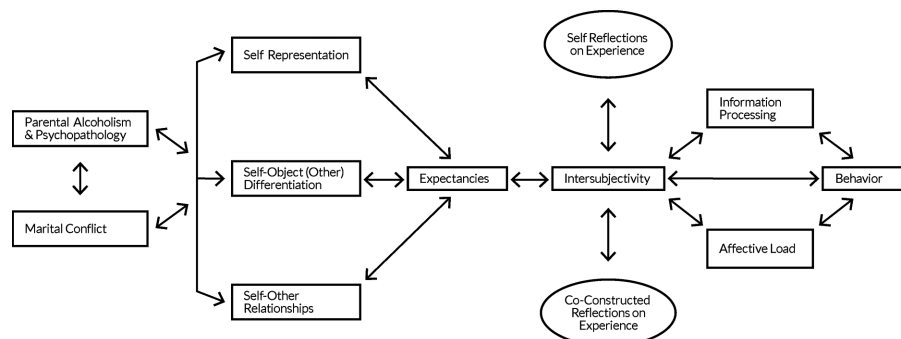 Self Reflections
on Experience
Self Representation
Information
Processing
Parental Alcoholism
& Psychopathology
Self-Object (Other)
Differentiation
Expectancies
Intersubjectivity
Behavior
Marital Conflict
Affective Load
Self-Other
Relationships
Co-Constructed
Reflections on
Experience